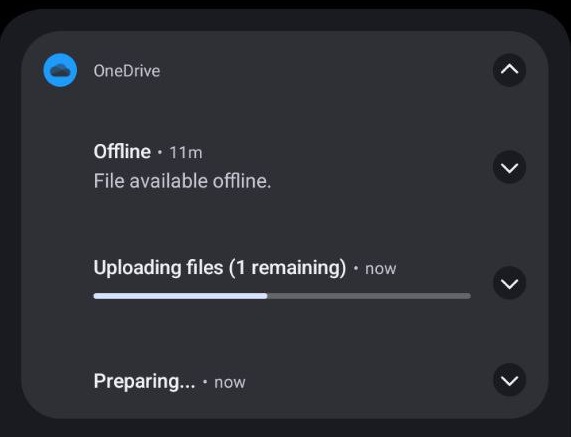 OneDrive
Offline • 11m
File available offline.
Uploading files (1 remaining) • now
Preparing... • now